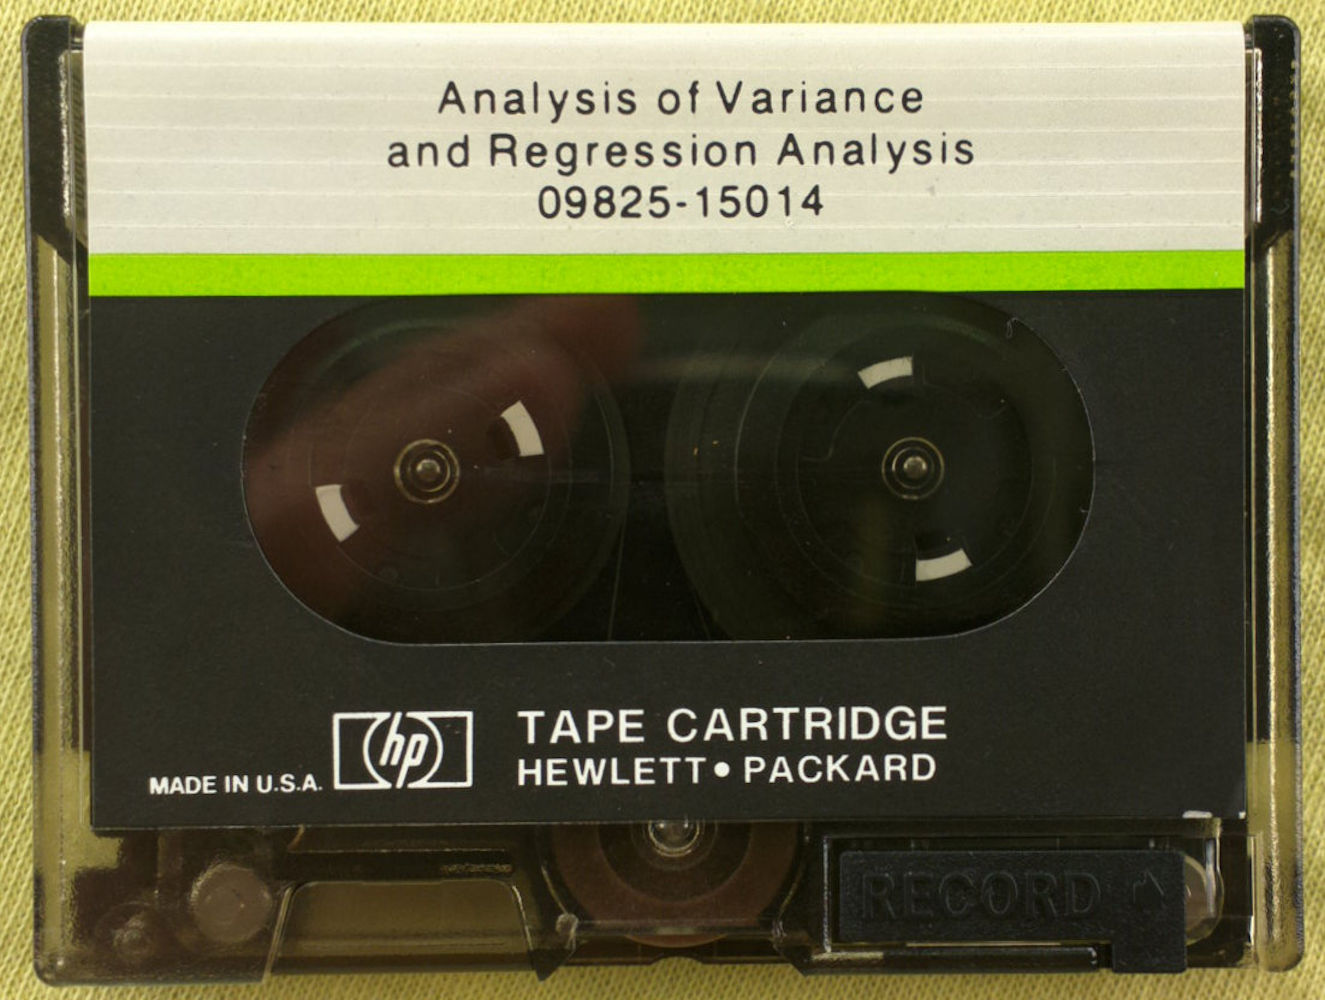 Analysis of Variance
and Regression Analysis
09825-15014
MADE IN U.S.A.
hp
TAPE CARTRIDGE
HEWLETT•PACKARD
RECORD